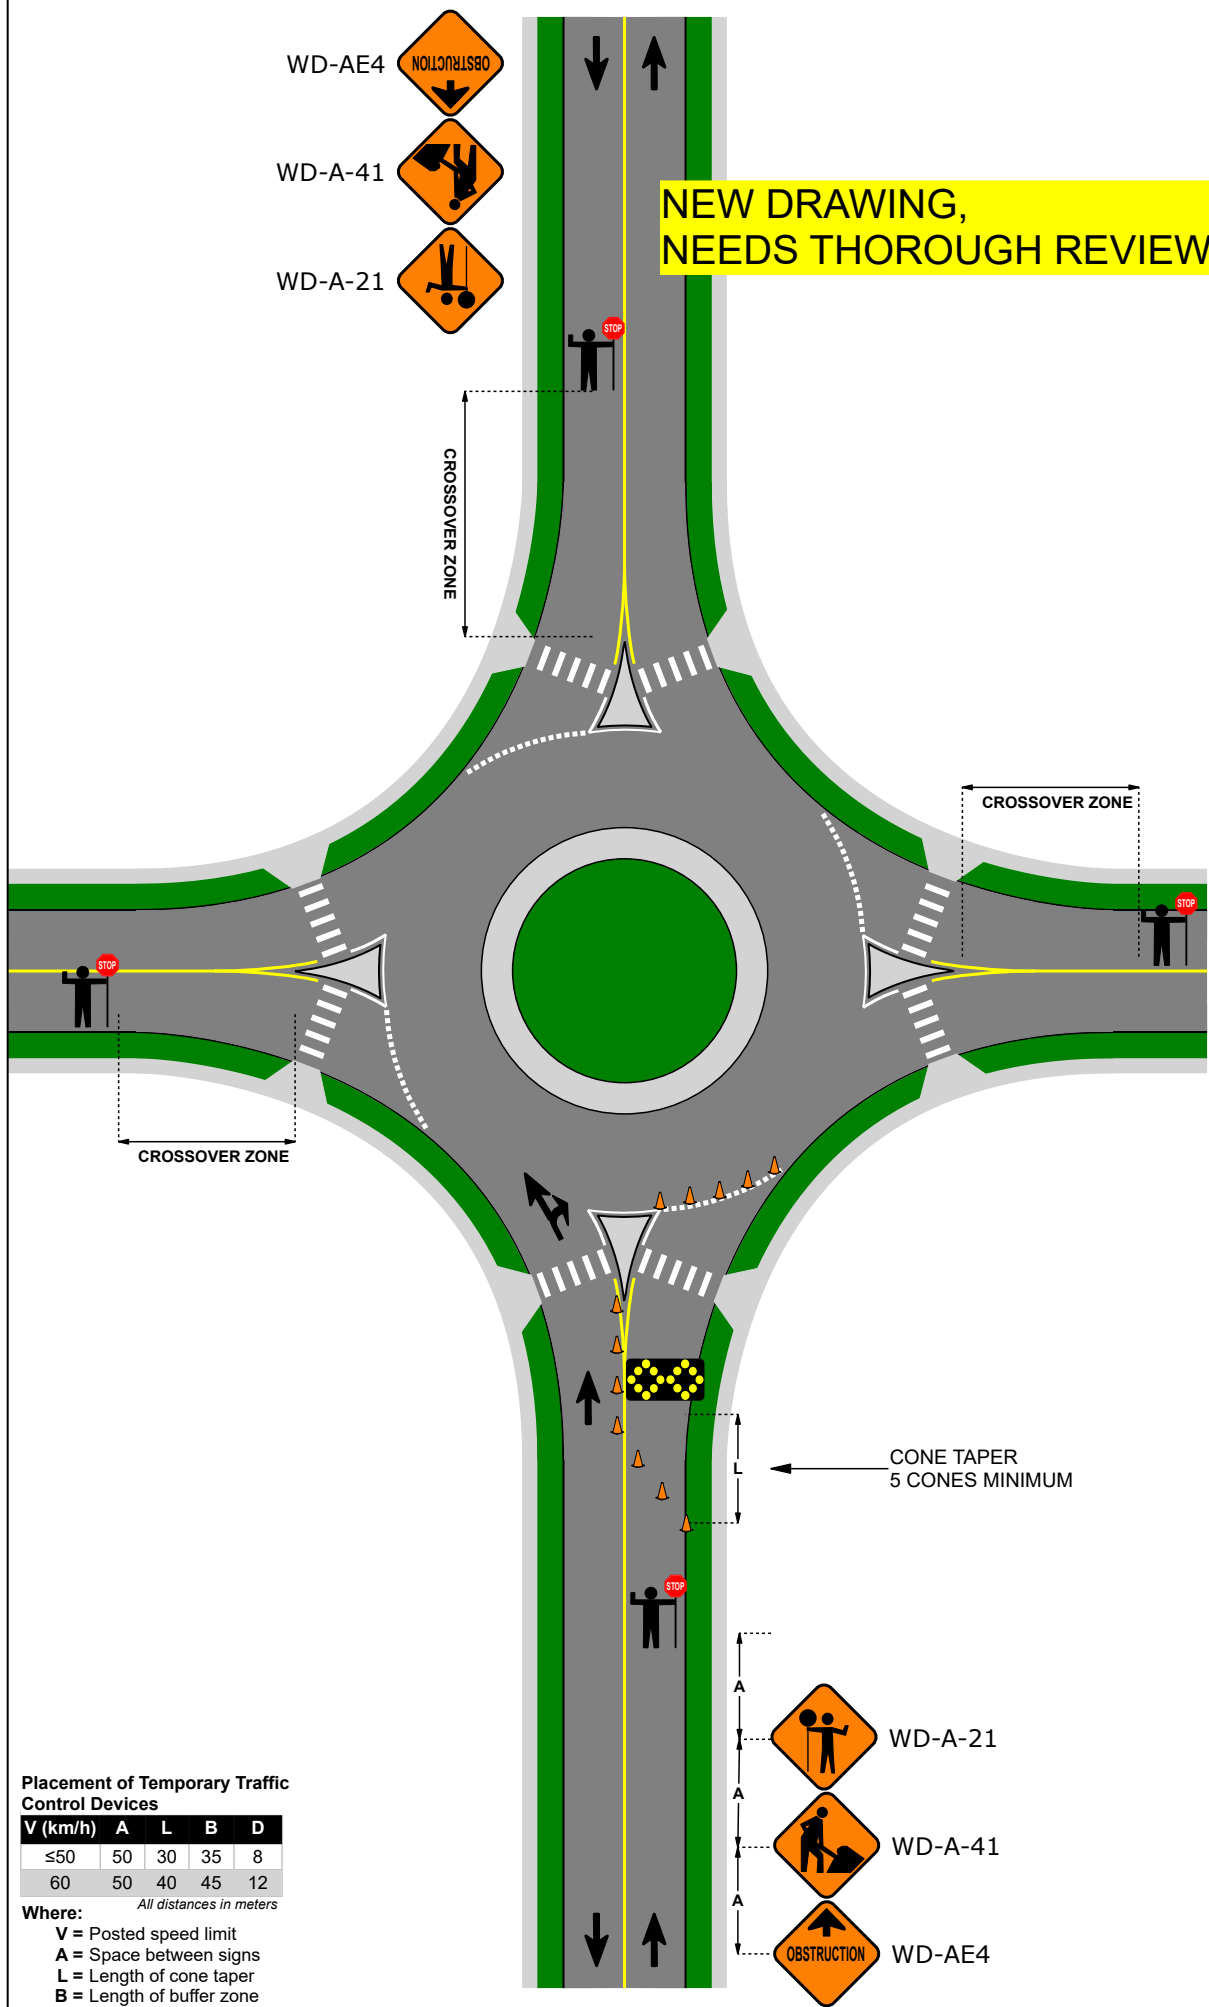 WD-AE4
OBSTRUCTION
WD-A-41
WD-A-21
NEW DRAWING,
NEEDS THOROUGH REVIEW
STOP
CROSSOVER ZONE
CROSSOVER ZONE
STOP
STOP
CROSSOVER ZONE
CONE TAPER
5 CONES MINIMUM
L
STOP
A
WD-A-21
A
WD-A-41
A
OBSTRUCTION
WD-AE4
Placement of Temporary Traffic
Control Devices
V (km/h) A L B D
≤50 50 30 35 8
60 50 40 45 12
All distances in meters
Where:
V = Posted speed limit
A = Space between signs
L = Length of cone taper
B = Length of buffer zone